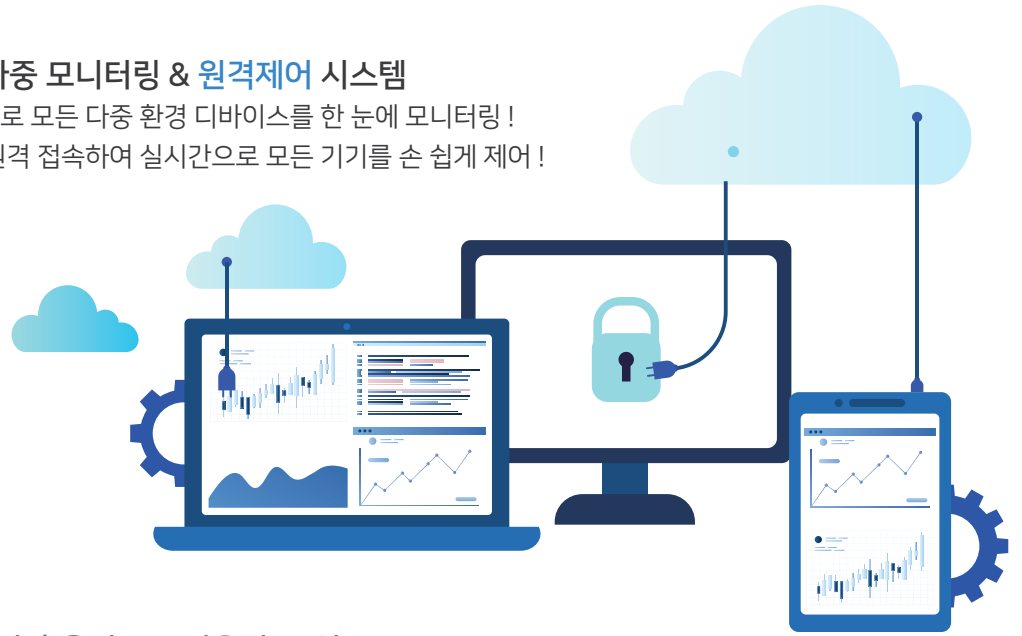 다중 모니터링 & 원격제어 시스템
로 모든 다중 환경 디바이스를 한 눈에 모니터링 !
원격 접속하여 실시간으로 모든 기기를 손 쉽게 제어 !